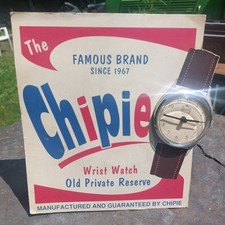 The
FAMOUS BRAND
SINCE 1967
Chipie
Wrist Watch
Old Private Reserve
MANUFACTURED AND GUARANTEED BY CHIPIE